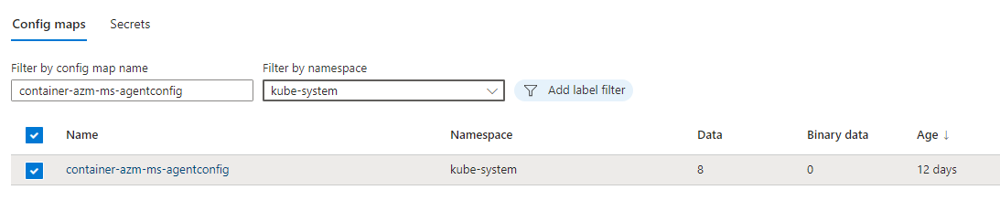 Config maps Secrets
Filter by config map name Filter by namespace
container-azm-ms-agentconfig kube-system Add label filter
Name Namespace Data Binary data Age ↓
container-azm-ms-agentconfig kube-system 8 0 12 days